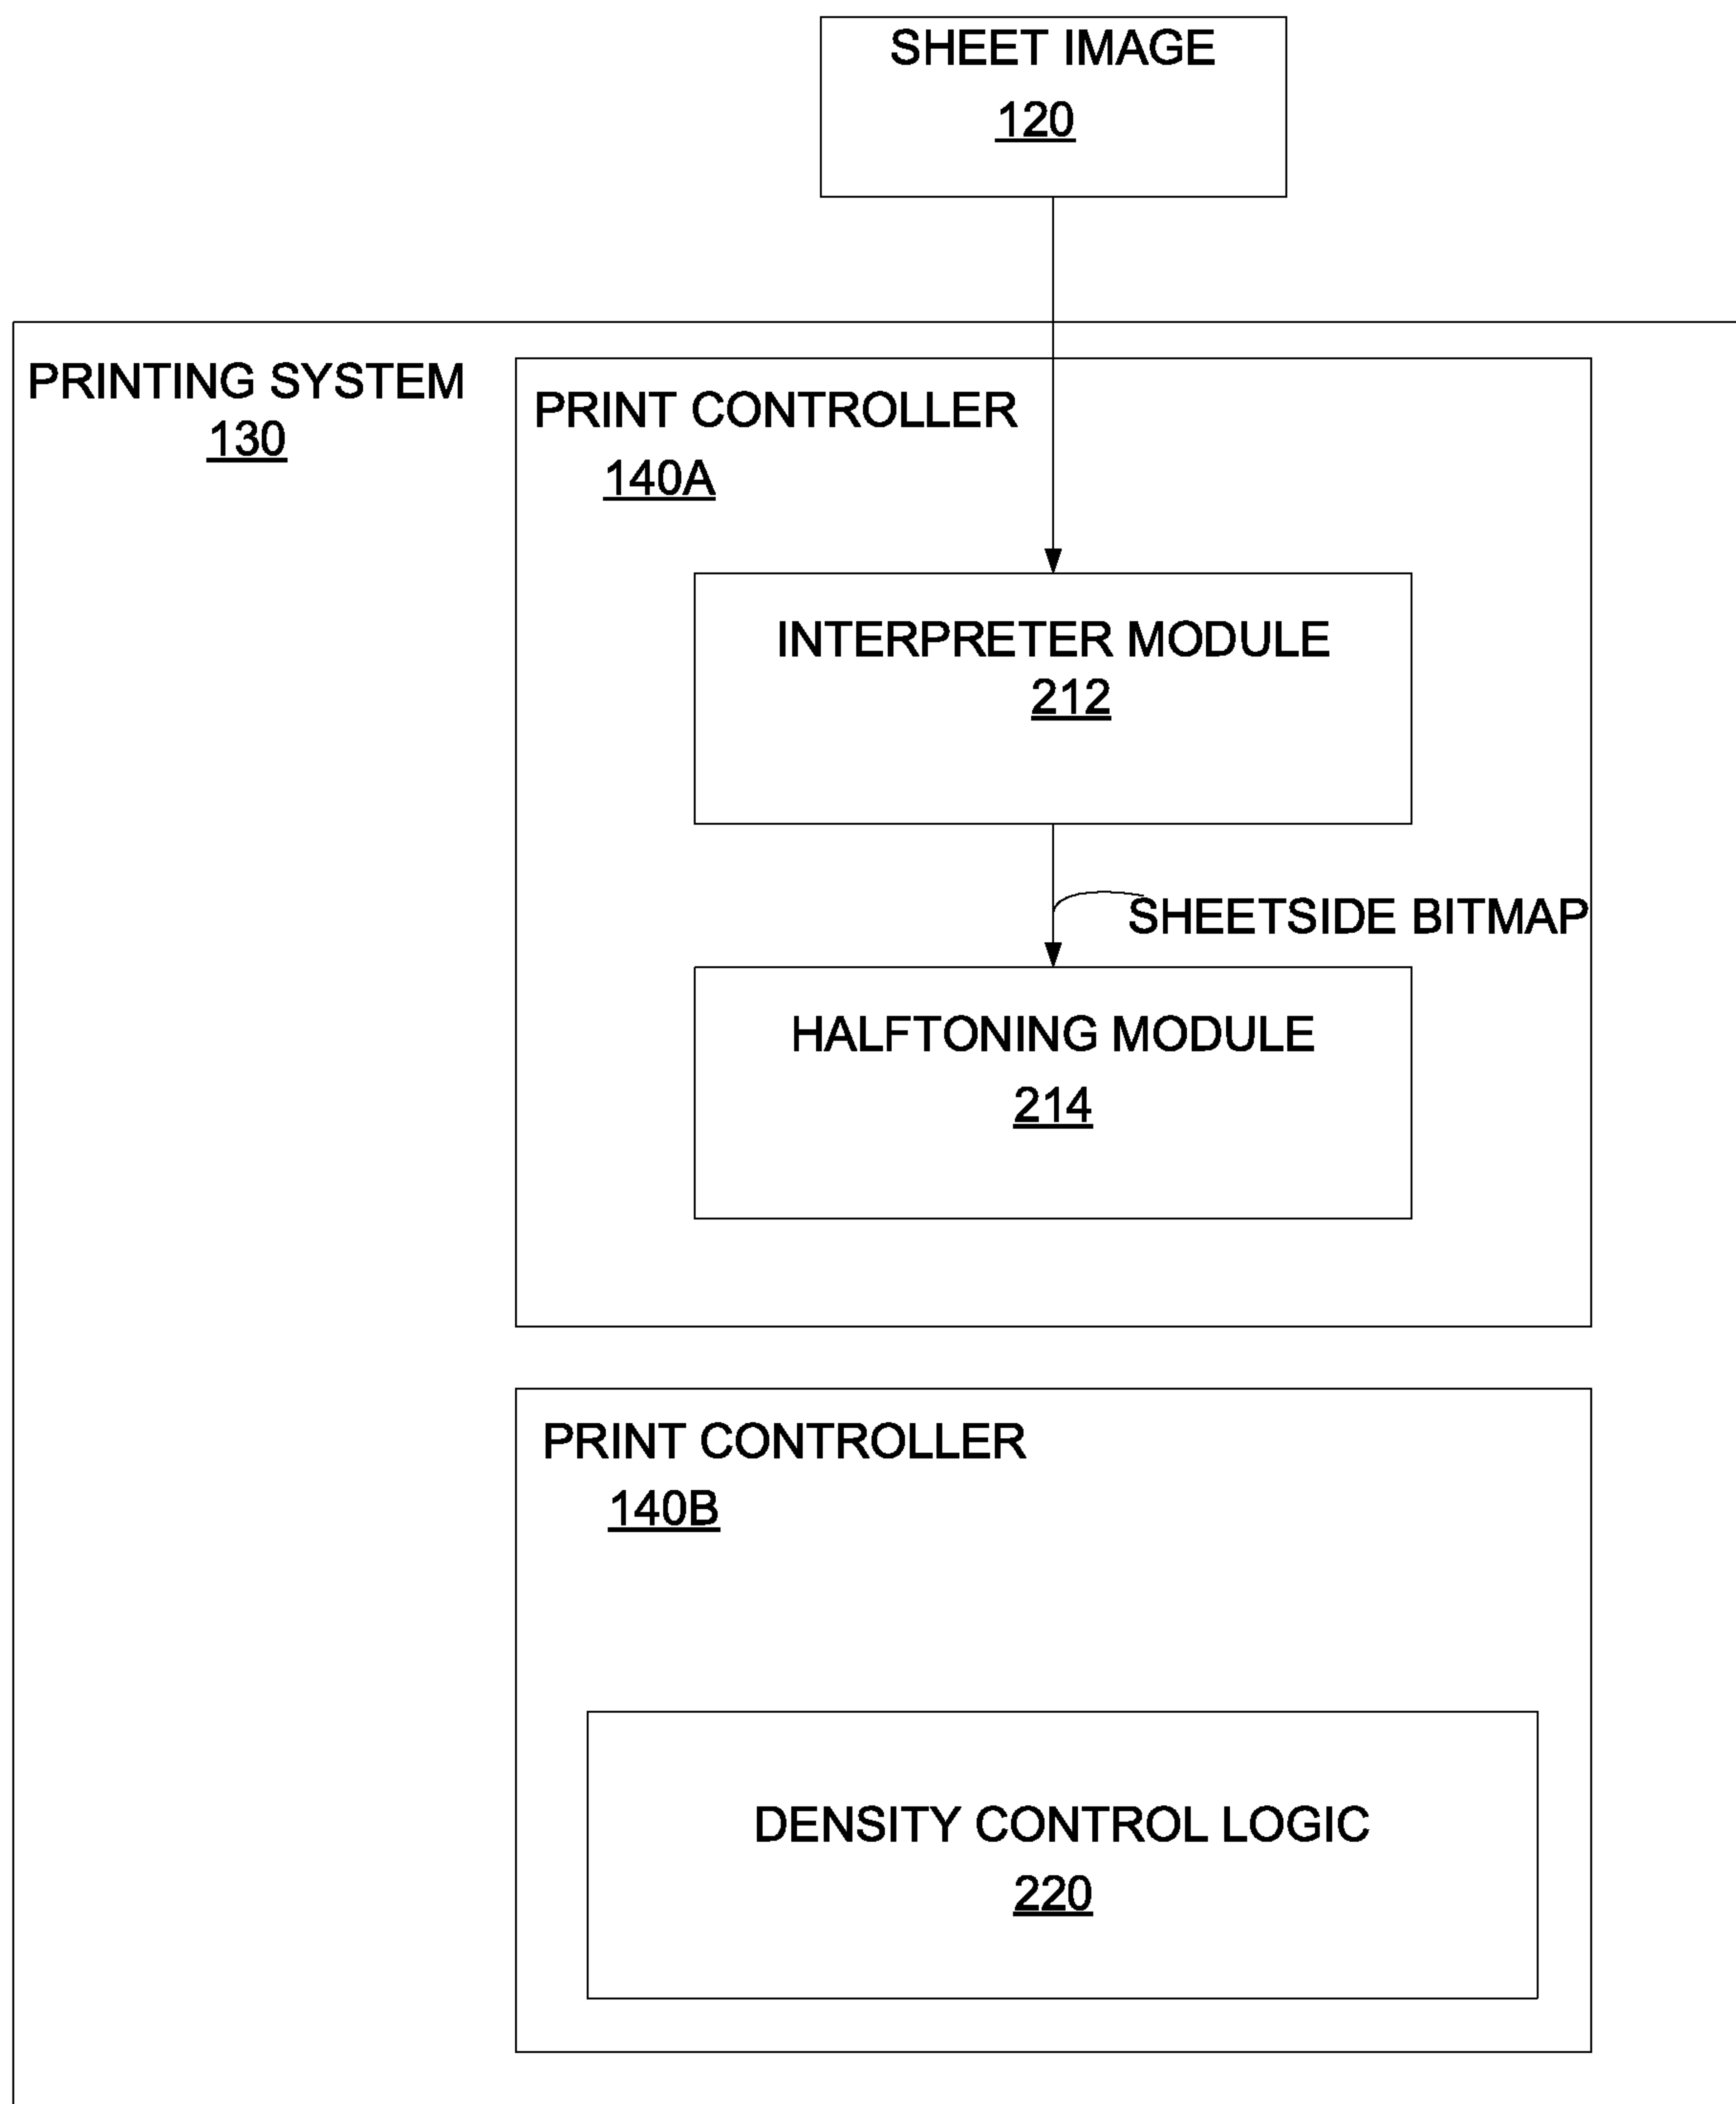 SHEET IMAGE
120
PRINTING SYSTEM
130
PRINT CONTROLLER
140A
INTERPRETER MODULE
212
SHEETSIDE BITMAP
HALFTONING MODULE
214
PRINT CONTROLLER
140B
DENSITY CONTROL LOGIC
220